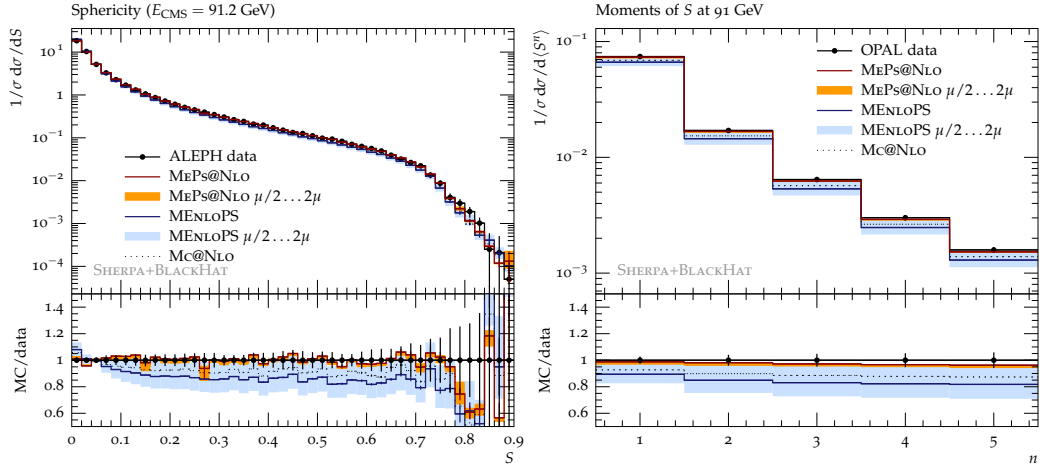 Sphericity (E_CMS = 91.2 GeV)
1/σ dσ/dS
10^1
1
10^−1
10^−2
10^−3
10^−4
ALEPH data
MEPS@NLO
MEPS@NLO μ/2...2μ
MENLOPS
MENLOPS μ/2...2μ
MC@NLO
SHERPA+BLACKHAT
MC/data
1.4
1.2
1
0.8
0.6
0 0.1 0.2 0.3 0.4 0.5 0.6 0.7 0.8 0.9
S
Moments of S at 91 GeV
1/σ dσ/d⟨S^n⟩
10^−1
10^−2
10^−3
OPAL data
MEPS@NLO
MEPS@NLO μ/2...2μ
MENLOPS
MENLOPS μ/2...2μ
MC@NLO
SHERPA+BLACKHAT
MC/data
1.4
1.2
1
0.8
0.6
1 2 3 4 5
n